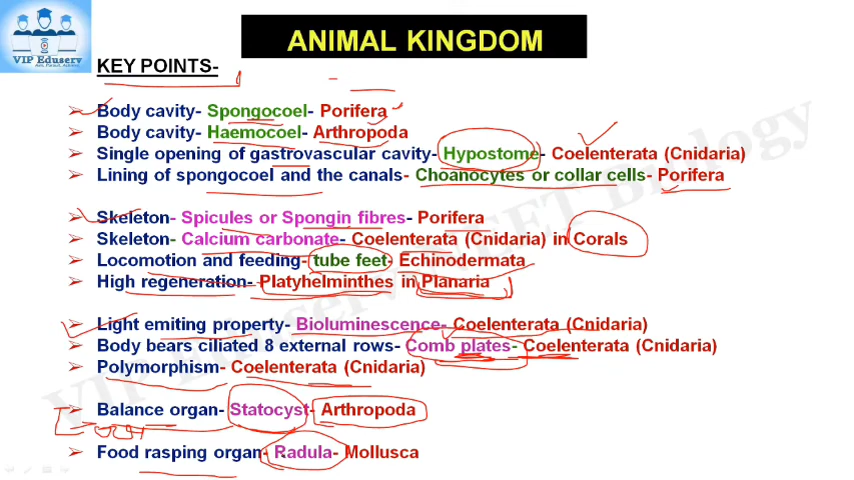 VIP Eduserv
ANIMAL KINGDOM
KEY POINTS-
➢ Body cavity- Spongocoel- Porifera
➢ Body cavity- Haemocoel- Arthropoda
➢ Single opening of gastrovascular cavity- Hypostome- Coelenterata (Cnidaria)
➢ Lining of spongocoel and the canals- Choanocytes or collar cells- Porifera
➢ Skeleton- Spicules or Spongin fibres- Porifera
➢ Skeleton- Calcium carbonate- Coelenterata (Cnidaria) in Corals
➢ Locomotion and feeding- tube feet- Echinodermata
➢ High regeneration- Platyhelminthes in Planaria
➢ Light emiting property- Bioluminescence- Coelenterata (Cnidaria)
➢ Body bears ciliated 8 external rows- Comb plates- Coelenterata (Cnidaria)
➢ Polymorphism- Coelenterata (Cnidaria)
➢ Balance organ- Statocyst- Arthropoda
➢ Food rasping organ- Radula- Mollusca